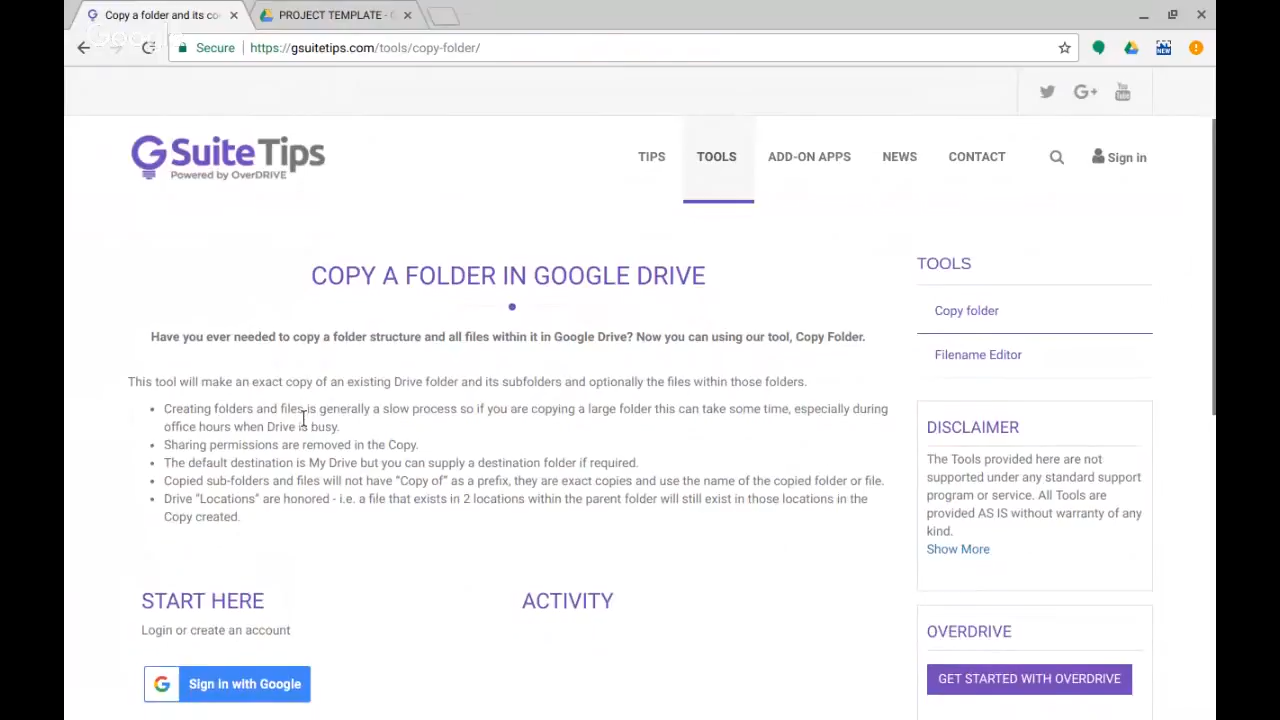 Copy a folder and its co
PROJECT TEMPLATE - G
Google
Secure
https://gsuitetips.com/tools/copy-folder/
NEW
You
Tube
G+
GSuiteTips
Powered by OverDRIVE
TIPS
TOOLS
ADD-ON APPS
NEWS
CONTACT
Sign in
COPY A FOLDER IN GOOGLE DRIVE
Have you ever needed to copy a folder structure and all files within it in Google Drive? Now you can using our tool, Copy Folder.
This tool will make an exact copy of an existing Drive folder and its subfolders and optionally the files within those folders.
• Creating folders and files is generally a slow process so if you are copying a large folder this can take some time, especially during
office hours when Drive is busy.
• Sharing permissions are removed in the Copy.
• The default destination is My Drive but you can supply a destination folder if required.
• Copied sub-folders and files will not have “Copy of” as a prefix, they are exact copies and use the name of the copied folder or file.
• Drive “Locations” are honored - i.e. a file that exists in 2 locations within the parent folder will still exist in those locations in the
Copy created.
START HERE
Login or create an account
Sign in with Google
ACTIVITY
TOOLS
Copy folder
Filename Editor
DISCLAIMER
The Tools provided here are not
supported under any standard support
program or service. All Tools are
provided AS IS without warranty of any
kind.
Show More
OVERDRIVE
GET STARTED WITH OVERDRIVE